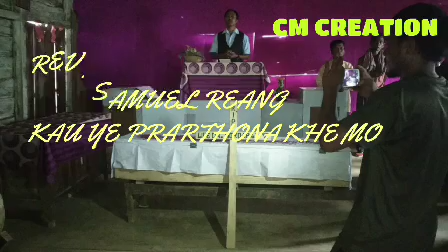 CM CREATION
REV.
SAMUEL REANG
KAU YE PRARTHONA KHE MO